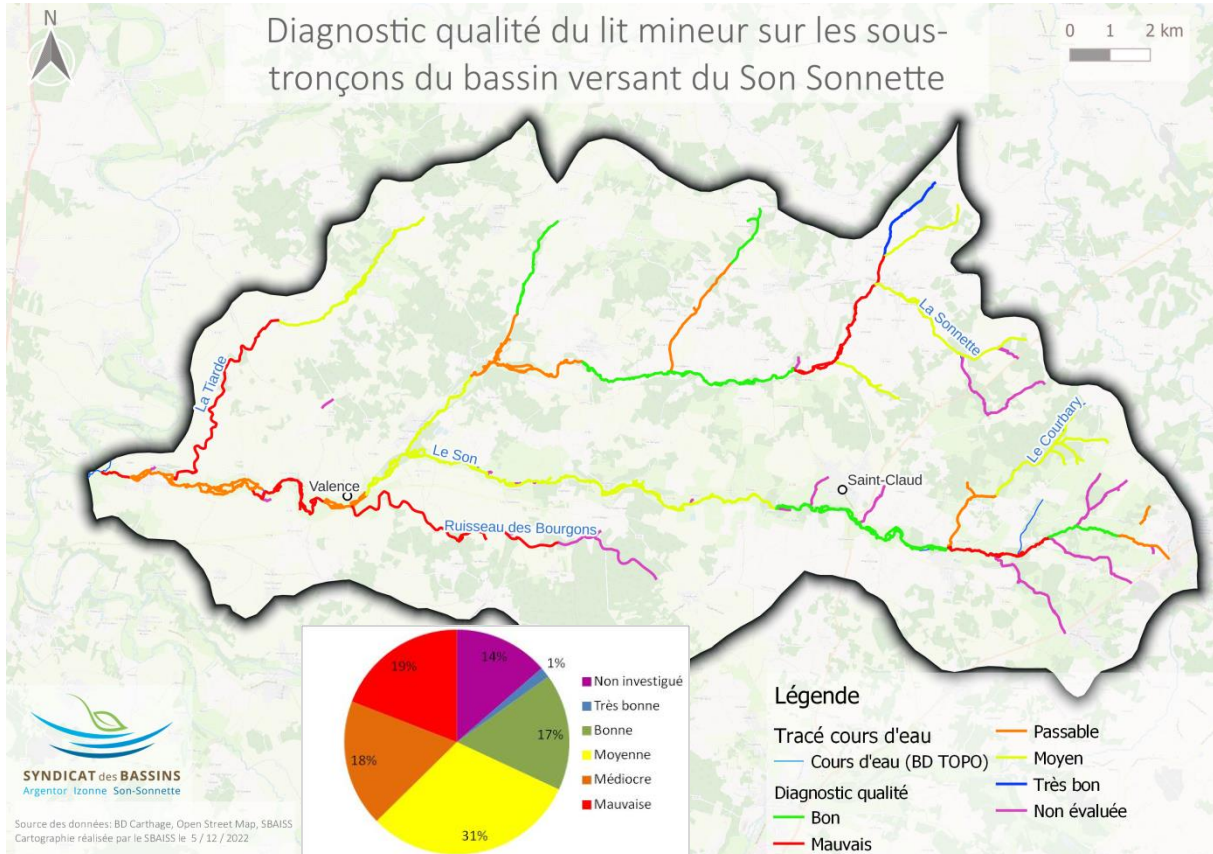 Diagnostic qualité du lit mineur sur les sous-
tronçons du bassin versant du Son Sonnette
N
0 1 2 km
La Sonnette
La Tiarde
Le Courbary
Le Son
Valence
Saint-Claud
Ruisseau des Bourgons
14%
1%
17%
31%
18%
19%
Non investigué
Très bonne
Bonne
Moyenne
Médiocre
Mauvaise
Légende
Tracé cours d'eau
Cours d'eau (BD TOPO)
Diagnostic qualité
Bon
Mauvais
Passable
Moyen
Très bon
Non évaluée
SYNDICAT des BASSINS
Argentor Izonne Son-Sonnette
Source des données: BD Carthage, Open Street Map, SBAISS
Cartographie réalisée par le SBAISS le 5 / 12 / 2022